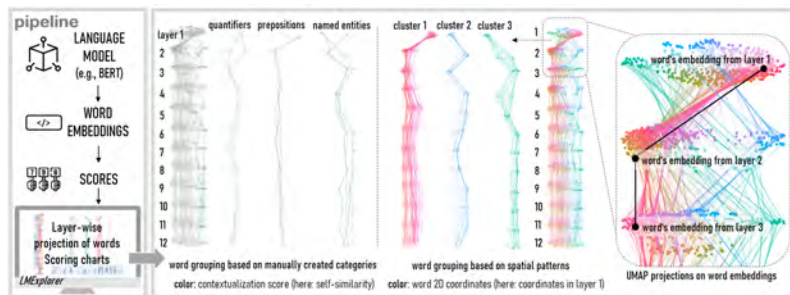 pipeline
LANGUAGE
MODEL
(e.g., BERT)
WORD
EMBEDDINGS
SCORES
Layer-wise
projection of words
Scoring charts
LMExplorer
quantifiers prepositions named entities
layer 1
2
3
4
5
6
7
8
9
10
11
12
word grouping based on manually created categories
color: contextualization score (here: self-similarity)
cluster 1 cluster 2 cluster 3
1
2
3
4
5
6
7
8
9
10
11
12
word grouping based on spatial patterns
color: word 2D coordinates (here: coordinates in layer 1)
word's embedding from layer 1
word's embedding from layer 2
word's embedding from layer 3
UMAP projections on word embeddings